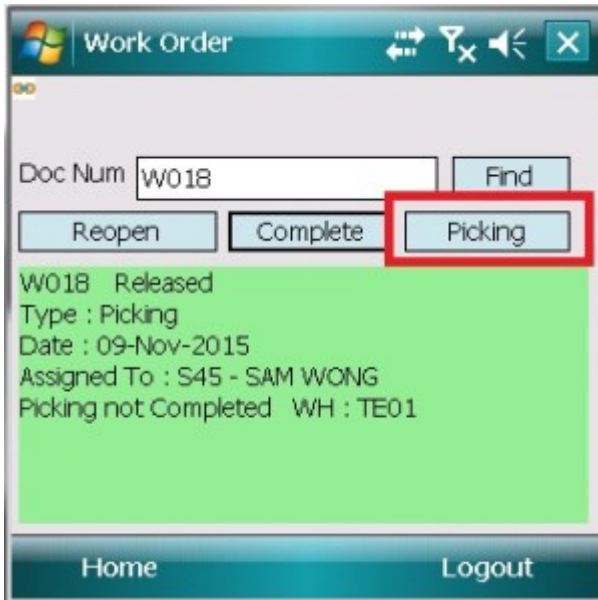 Work Order
Doc Num W018 Find
Reopen Complete Picking
W018 Released
Type : Picking
Date : 09-Nov-2015
Assigned To : S45 - SAM WONG
Picking not Completed WH : TE01
Home Logout